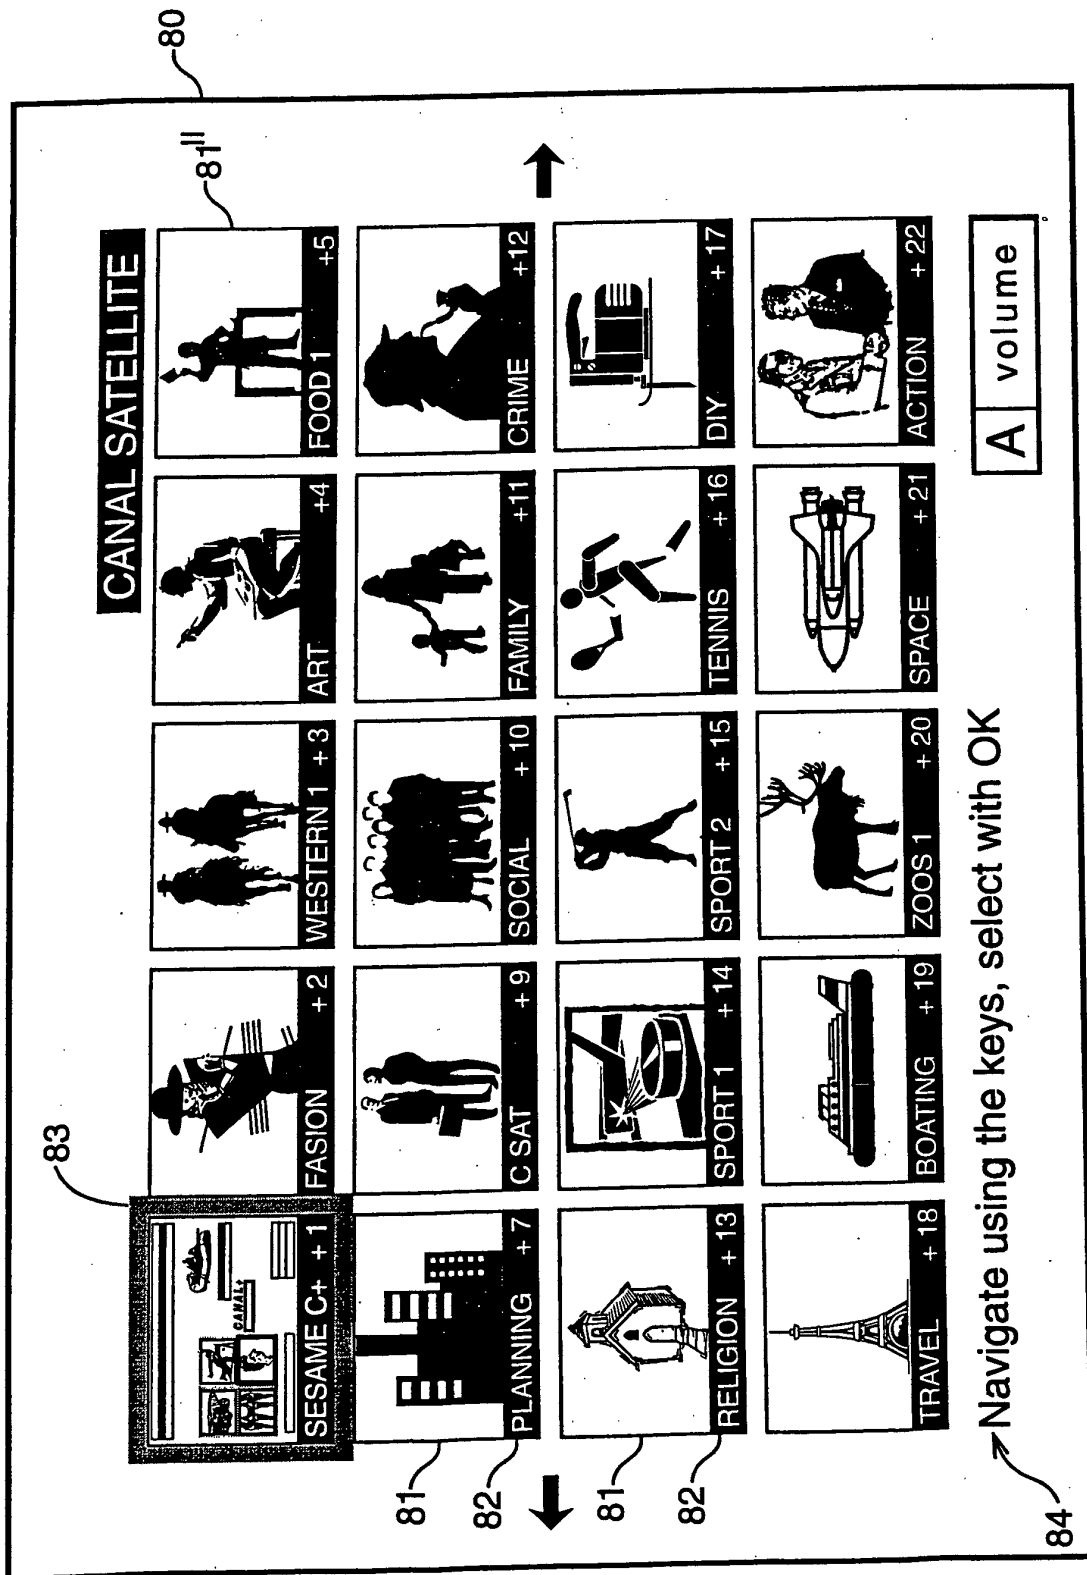 80
81"
CANAL SATELLITE
83
SESAME C+ + 1
FASION + 2
WESTERN 1 + 3
ART +4
FOOD 1 +5
CANAL+
PLANNING + 7
C SAT + 9
SOCIAL + 10
FAMILY +11
CRIME +12
81
82
RELIGION + 13
SPORT 1 + 14
SPORT 2 + 15
TENNIS + 16
DIY + 17
81
82
TRAVEL + 18
BOATING + 19
ZOOS 1 + 20
SPACE + 21
ACTION + 22
Navigate using the keys, select with OK
A volume
84